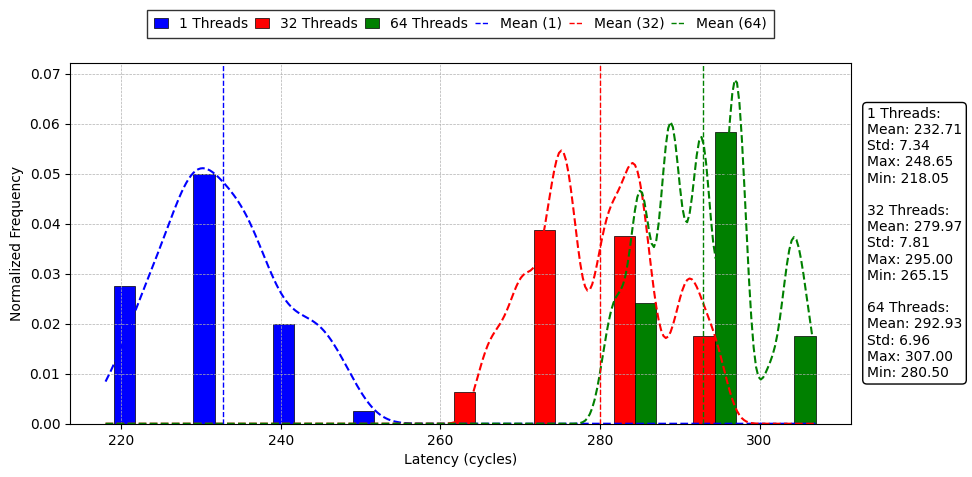 1 Threads 32 Threads 64 Threads Mean (1) Mean (32) Mean (64)
Normalized Frequency
0.07
0.06
0.05
0.04
0.03
0.02
0.01
0.00
220 240 260 280 300
Latency (cycles)
1 Threads:
Mean: 232.71
Std: 7.34
Max: 248.65
Min: 218.05
32 Threads:
Mean: 279.97
Std: 7.81
Max: 295.00
Min: 265.15
64 Threads:
Mean: 292.93
Std: 6.96
Max: 307.00
Min: 280.50